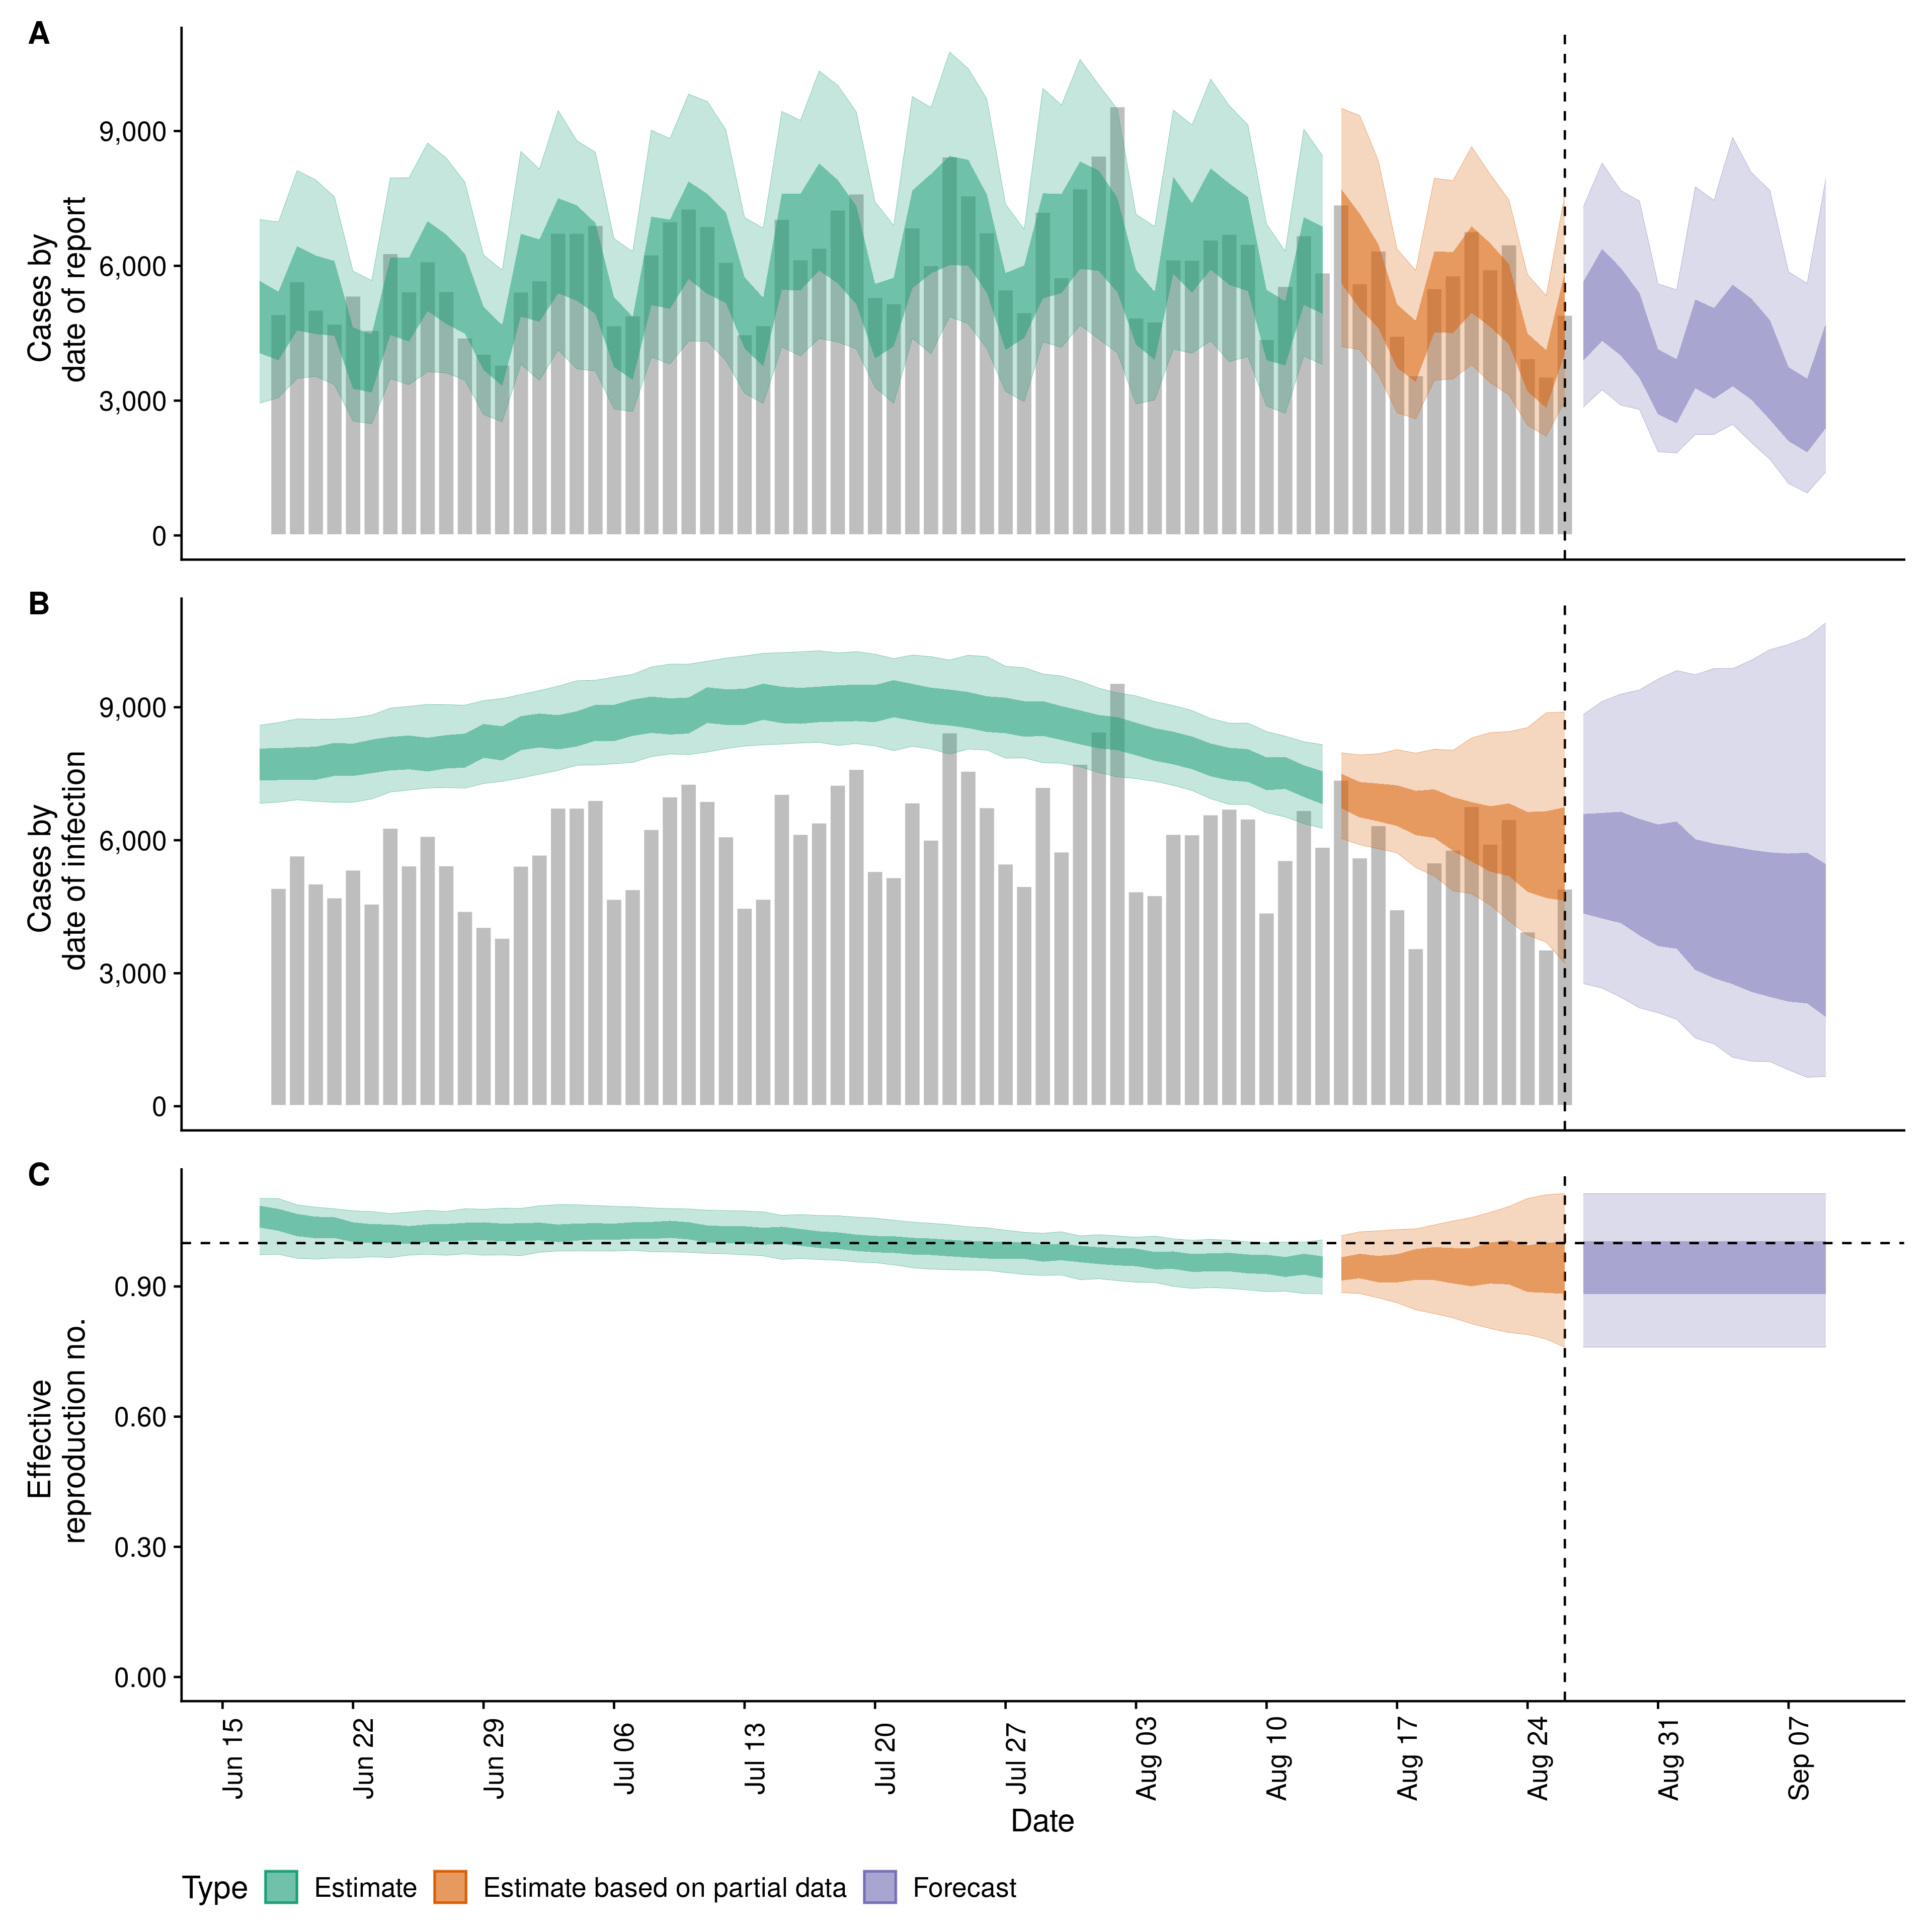 A
Cases by
date of report
9,000
6,000
3,000
0
B
Cases by
date of infection
9,000
6,000
3,000
0
C
Effective
reproduction no.
0.90
0.60
0.30
0.00
Jun 15
Jun 22
Jun 29
Jul 06
Jul 13
Jul 20
Jul 27
Aug 03
Aug 10
Aug 17
Aug 24
Aug 31
Sep 07
Date
Type Estimate Estimate based on partial data Forecast